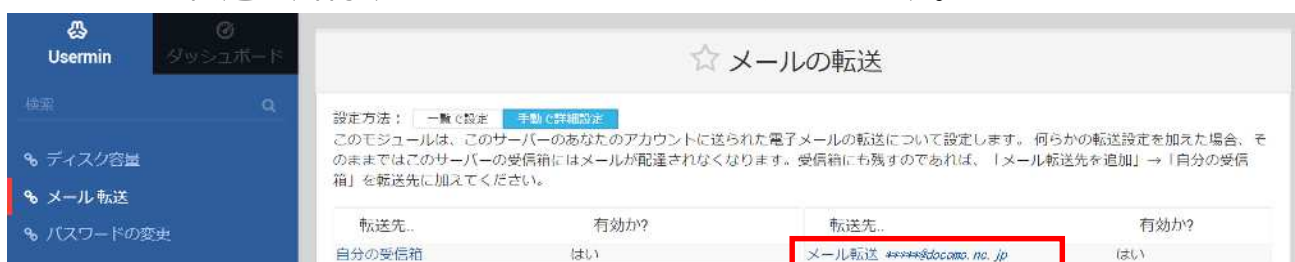 Usermin
ダッシュボード
検索
ディスク容量
メール転送
パスワードの変更
メールの転送
設定方法： 一覧で設定 手動で詳細設定
このモジュールは、このサーバーのあなたのアカウントに送られた電子メールの転送について設定します。 何らかの転送設定を加えた場合、そ
のままではこのサーバーの受信箱にはメールが配達されなくなります。受信箱にも残すのであれば、「メール転送先を追加」→「自分の受信
箱」を転送先に加えてください。
転送先.. 有効か? 転送先.. 有効か?
自分の受信箱 はい メール転送 *****@docomo.ne.jp はい